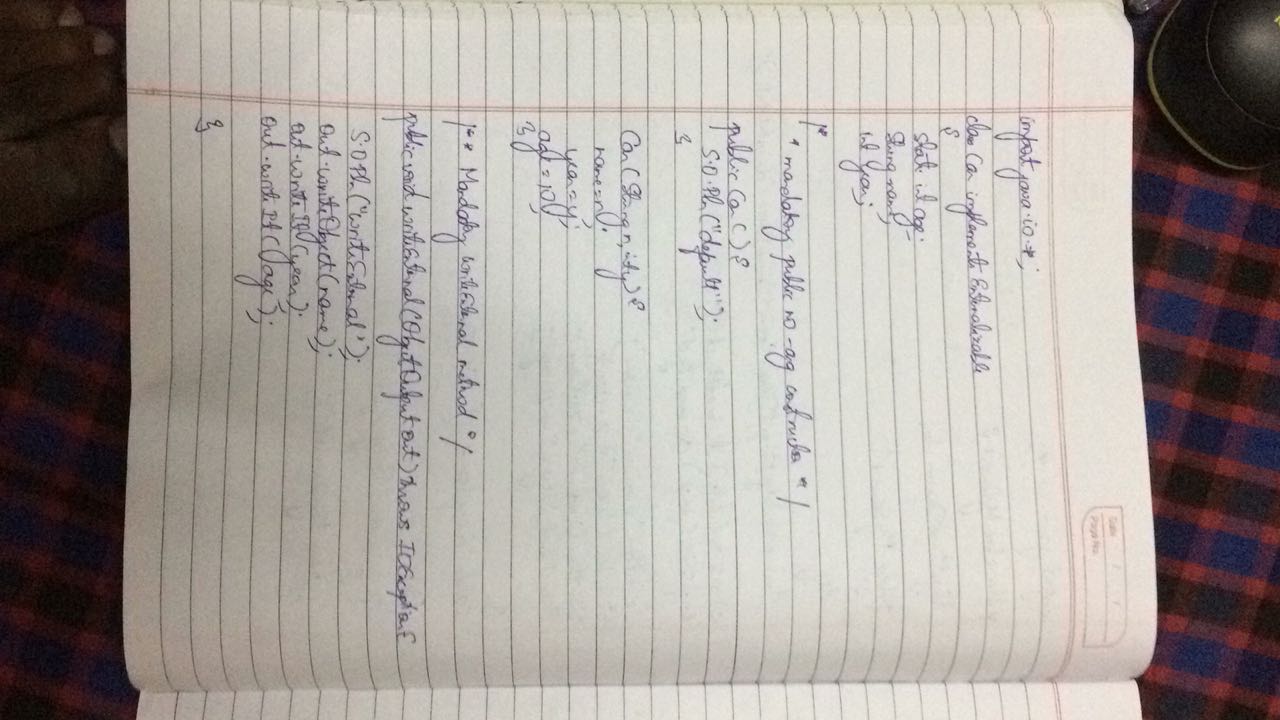 Date / /
Page No.
import java.io.*;
class Car implements Externalizable
{
static int age;
String name;
int year;
/*
* mandatory public no-arg constructor */
public Car() {
S.O.Pln("default");
}
Car(String n, int y) {
name=n;
year=y;
age=10;
}
/** Mandatory writeExternal method */
public void writeExternal(ObjectOutput out) throws IOException{
S.O.Pln("writeExternal");
out.writeObject(name);
out.writeInt(year);
out.writeInt(age);
}